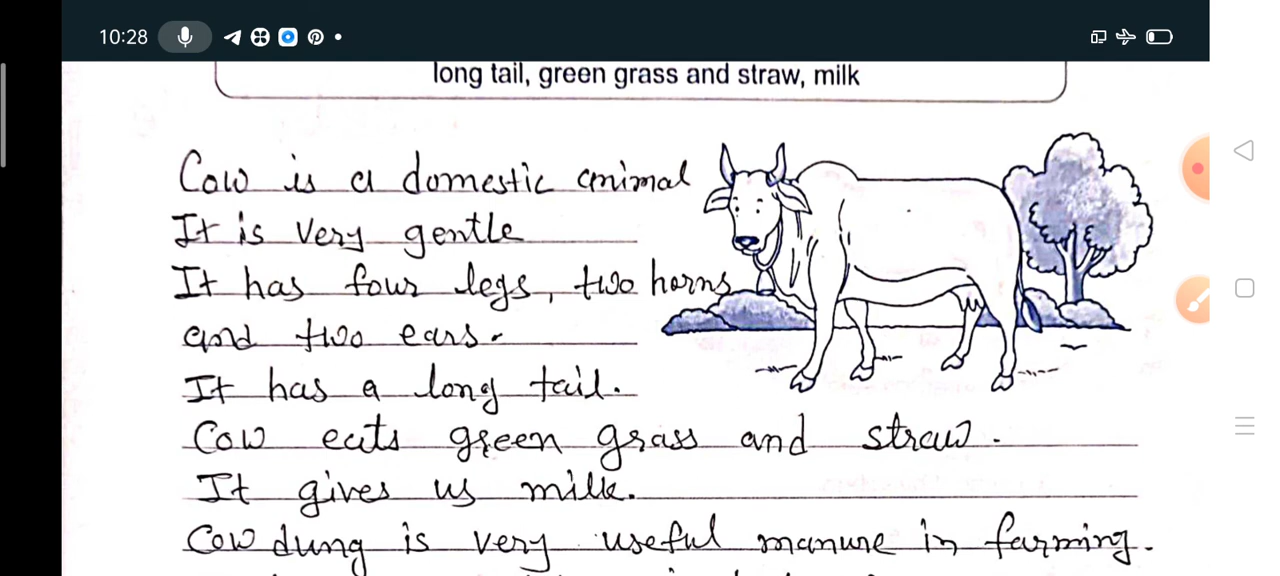 10:28
long tail, green grass and straw, milk
Cow is a domestic animal
It is very gentle
It has four legs, two horns
and two ears.
It has a long tail.
Cow eats green grass and straw.
It gives us milk.
Cow dung is very useful manure in farming.